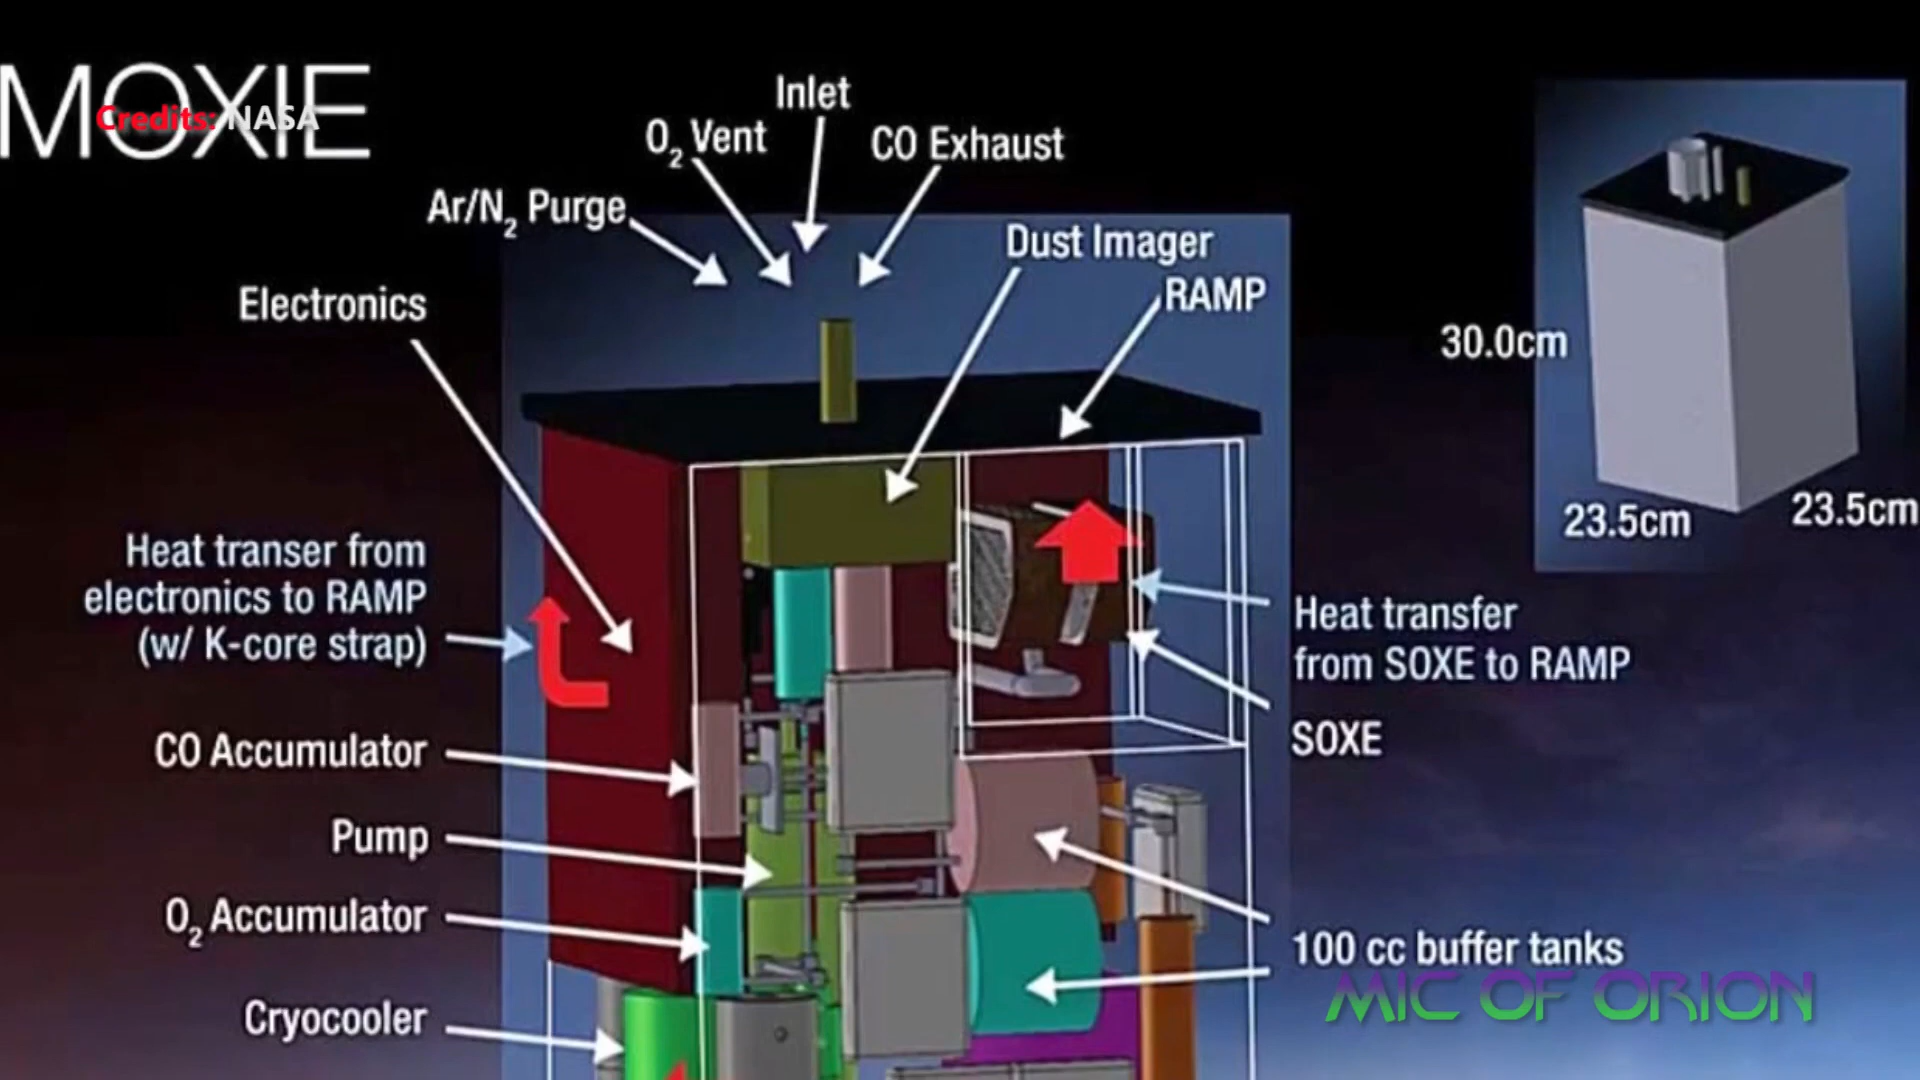 MOXIE
Credits: NASA
Inlet
O2 Vent
CO Exhaust
Ar/N2 Purge
Dust Imager
RAMP
Electronics
30.0cm
23.5cm
23.5cm
Heat transer from
electronics to RAMP
(w/ K-core strap)
Heat transfer
from SOXE to RAMP
SOXE
CO Accumulator
Pump
O2 Accumulator
100 cc buffer tanks
MIC OF ORION
Cryocooler